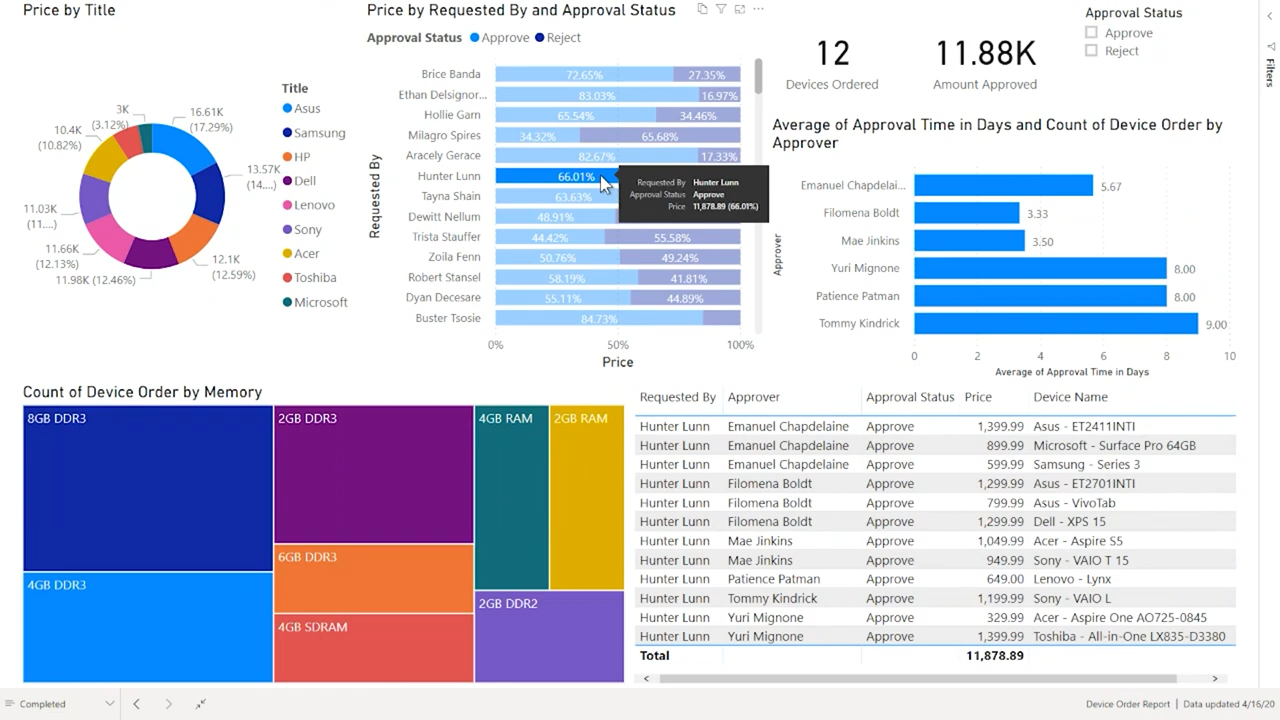 Price by Title
Title
Asus
Samsung
HP
Dell
Lenovo
Sony
Acer
Toshiba
Microsoft
16.61K
(17.29%)
13.57K
(14....)
12.1K
(12.59%)
11.98K (12.46%)
11.66K
(12.13%)
11.03K
(11....)
10.4K
(10.82%)
3K
(3.12%)
Price by Requested By and Approval Status
Approval Status Approve Reject
Requested By
Brice Banda 72.65% 27.35%
Ethan Delsignor... 83.03% 16.97%
Hollie Garn 65.54% 34.46%
Milagro Spires 34.32% 65.68%
Aracely Gerace 82.67% 17.33%
Hunter Lunn 66.01%
Tayna Shain 63.63%
Dewitt Nellum 48.91%
Trista Stauffer 44.42% 55.58%
Zoila Fenn 50.76% 49.24%
Robert Stansel 58.19% 41.81%
Dyan Decesare 55.11% 44.89%
Buster Tsosie 84.73%
0% 50% 100%
Price
Requested By Hunter Lunn
Approval Status Approve
Price 11,878.89 (66.01%)
12
Devices Ordered
11.88K
Amount Approved
Approval Status
Approve
Reject
Filters
Average of Approval Time in Days and Count of Device Order by
Approver
Approver
Emanuel Chapdelai... 5.67
Filomena Boldt 3.33
Mae Jinkins 3.50
Yuri Mignone 8.00
Patience Patman 8.00
Tommy Kindrick 9.00
0 2 4 6 8 10
Average of Approval Time in Days
Count of Device Order by Memory
8GB DDR3
4GB DDR3
2GB DDR3
6GB DDR3
4GB SDRAM
4GB RAM
2GB RAM
2GB DDR2
Requested By Approver Approval Status Price Device Name
Hunter Lunn Emanuel Chapdelaine Approve 1,399.99 Asus - ET2411INTI
Hunter Lunn Emanuel Chapdelaine Approve 899.99 Microsoft - Surface Pro 64GB
Hunter Lunn Emanuel Chapdelaine Approve 599.99 Samsung - Series 3
Hunter Lunn Filomena Boldt Approve 1,299.99 Asus - ET2701INTI
Hunter Lunn Filomena Boldt Approve 799.99 Asus - VivoTab
Hunter Lunn Filomena Boldt Approve 1,299.99 Dell - XPS 15
Hunter Lunn Mae Jinkins Approve 1,049.99 Acer - Aspire S5
Hunter Lunn Mae Jinkins Approve 949.99 Sony - VAIO T 15
Hunter Lunn Patience Patman Approve 649.00 Lenovo - Lynx
Hunter Lunn Tommy Kindrick Approve 1,199.99 Sony - VAIO L
Hunter Lunn Yuri Mignone Approve 329.99 Acer - Aspire One AO725-0845
Hunter Lunn Yuri Mignone Approve 1,399.99 Toshiba - All-in-One LX835-D3380
Total 11,878.89
Completed
Device Order Report | Data updated 4/16/20